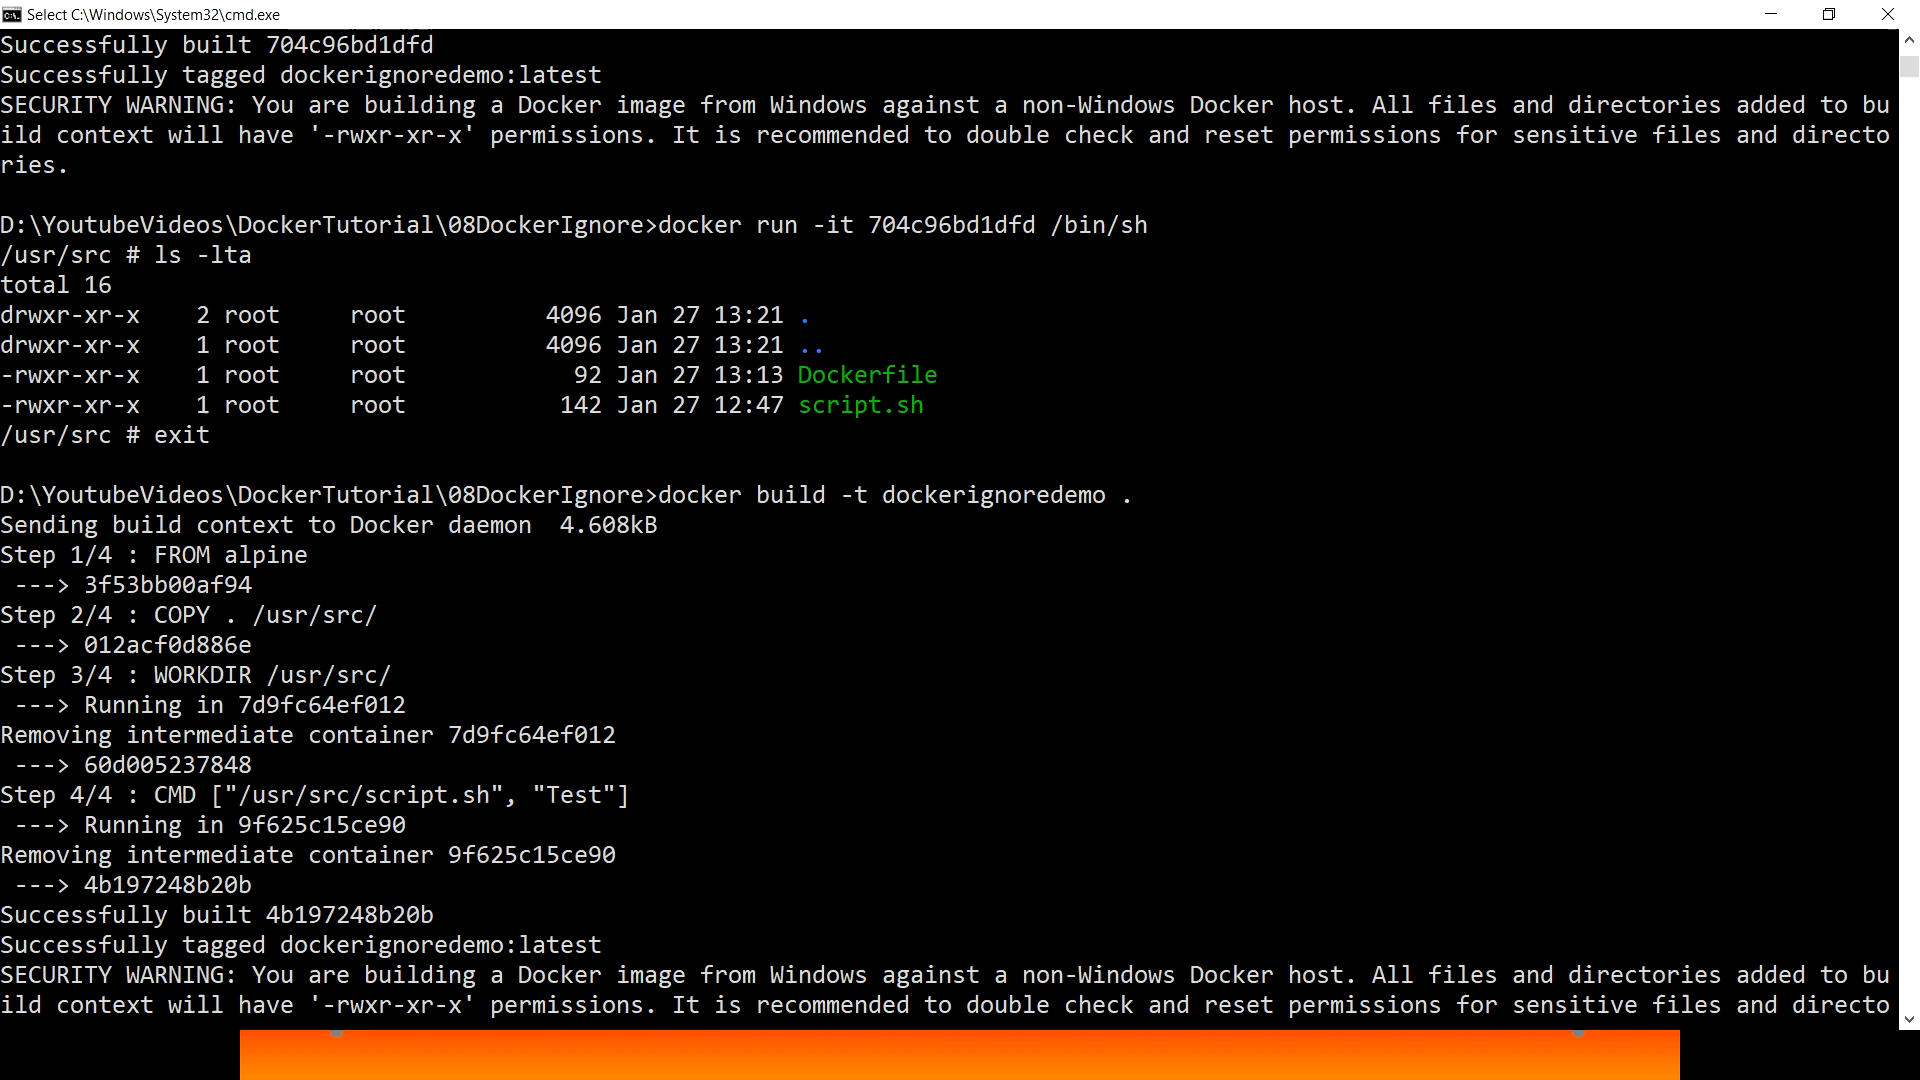 Select C:\Windows\System32\cmd.exe
Successfully built 704c96bd1dfd
Successfully tagged dockerignoredemo:latest
SECURITY WARNING: You are building a Docker image from Windows against a non-Windows Docker host. All files and directories added to bu
ild context will have '-rwxr-xr-x' permissions. It is recommended to double check and reset permissions for sensitive files and directo
ries.
D:\YoutubeVideos\DockerTutorial\08DockerIgnore>docker run -it 704c96bd1dfd /bin/sh
/usr/src # ls -lta
total 16
drwxr-xr-x    2 root     root          4096 Jan 27 13:21 .
drwxr-xr-x    1 root     root          4096 Jan 27 13:21 ..
-rwxr-xr-x    1 root     root            92 Jan 27 13:13 Dockerfile
-rwxr-xr-x    1 root     root           142 Jan 27 12:47 script.sh
/usr/src # exit
D:\YoutubeVideos\DockerTutorial\08DockerIgnore>docker build -t dockerignoredemo .
Sending build context to Docker daemon  4.608kB
Step 1/4 : FROM alpine
 ---> 3f53bb00af94
Step 2/4 : COPY . /usr/src/
 ---> 012acf0d886e
Step 3/4 : WORKDIR /usr/src/
 ---> Running in 7d9fc64ef012
Removing intermediate container 7d9fc64ef012
 ---> 60d005237848
Step 4/4 : CMD ["/usr/src/script.sh", "Test"]
 ---> Running in 9f625c15ce90
Removing intermediate container 9f625c15ce90
 ---> 4b197248b20b
Successfully built 4b197248b20b
Successfully tagged dockerignoredemo:latest
SECURITY WARNING: You are building a Docker image from Windows against a non-Windows Docker host. All files and directories added to bu
ild context will have '-rwxr-xr-x' permissions. It is recommended to double check and reset permissions for sensitive files and directo